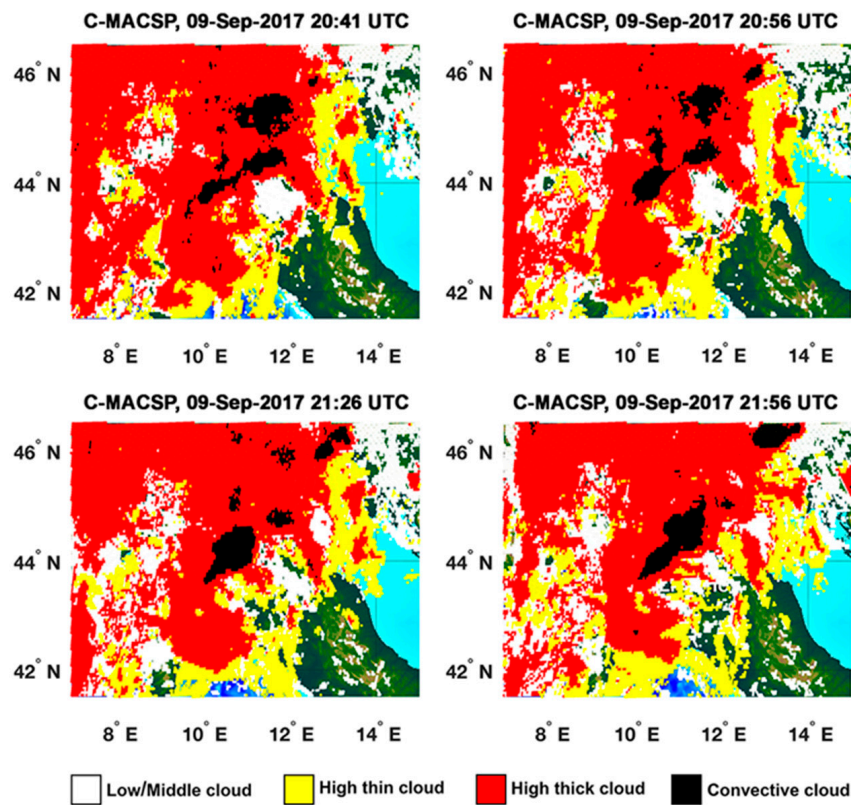 C-MACSP, 09-Sep-2017 20:41 UTC
C-MACSP, 09-Sep-2017 20:56 UTC
46° N
44° N
42° N
8° E 10° E 12° E 14° E
46° N
44° N
42° N
8° E 10° E 12° E 14° E
C-MACSP, 09-Sep-2017 21:26 UTC
C-MACSP, 09-Sep-2017 21:56 UTC
46° N
44° N
42° N
8° E 10° E 12° E 14° E
46° N
44° N
42° N
8° E 10° E 12° E 14° E
Low/Middle cloud
High thin cloud
High thick cloud
Convective cloud